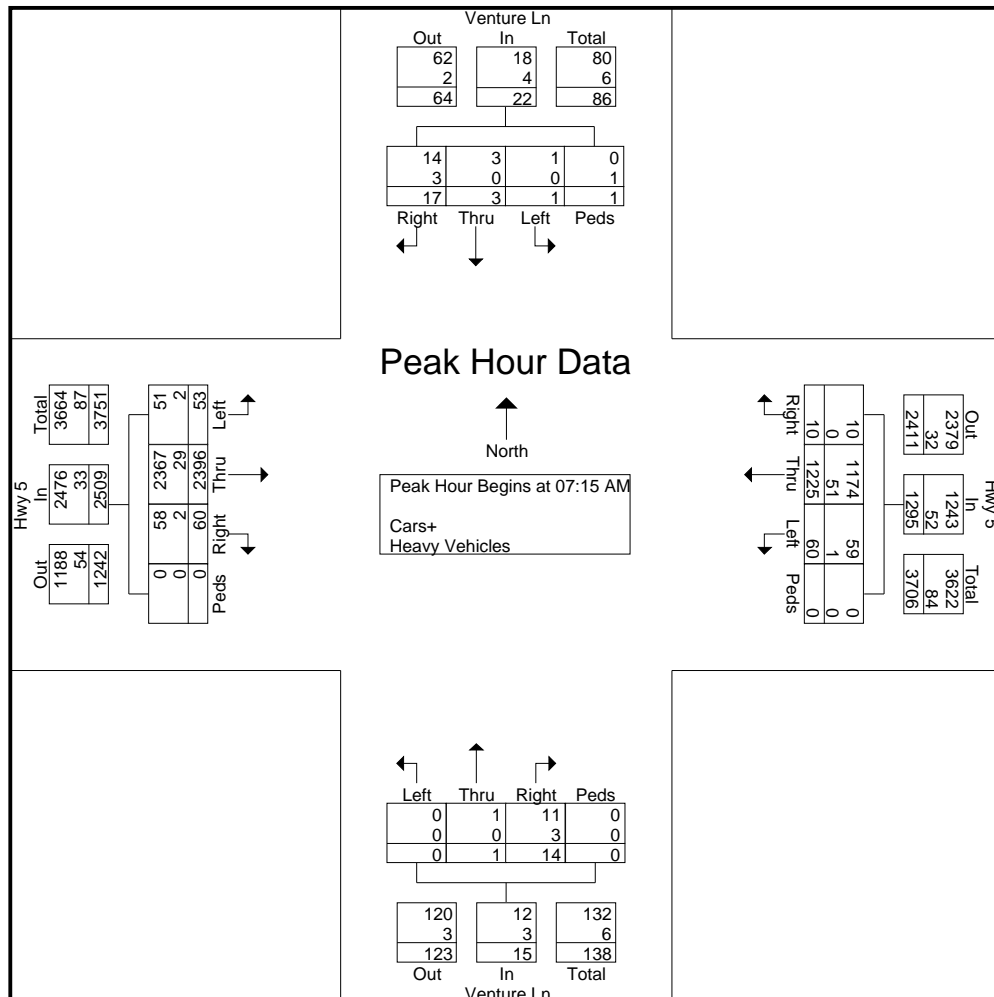 Venture Ln
Out In Total
62 18 80
2 4 6
64 22 86
14 3 1 0
3 0 0 1
17 3 1 1
Right Thru Left Peds
Peak Hour Data
North
Peak Hour Begins at 07:15 AM
Cars+
Heavy Vehicles
Hwy 5
Out In Total
1188 2476 3664
54 33 87
1242 2509 3751
Peds Right Thru Left
0 58 2367 51
0 2 29 2
0 60 2396 53
Hwy 5
Out In Total
2379 1243 3622
32 52 84
2411 1295 3706
Right Thru Left Peds
10 1174 59 0
0 51 1 0
10 1225 60 0
Left Thru Right Peds
0 1 11 0
0 0 3 0
0 1 14 0
120 12 132
3 3 6
123 15 138
Out In Total
Venture Ln